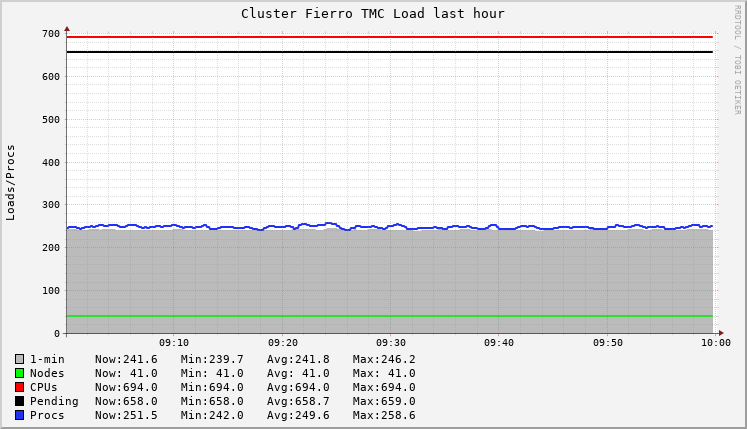 Cluster Fierro TMC Load last hour
RRDTOOL / TOBI OETIKER
Loads/Procs
700
600
500
400
300
200
100
0
09:10 09:20 09:30 09:40 09:50 10:00
1-min Now:241.6 Min:239.7 Avg:241.8 Max:246.2
Nodes Now: 41.0 Min: 41.0 Avg: 41.0 Max: 41.0
CPUs Now:694.0 Min:694.0 Avg:694.0 Max:694.0
Pending Now:658.0 Min:658.0 Avg:658.7 Max:659.0
Procs Now:251.5 Min:242.0 Avg:249.6 Max:258.6